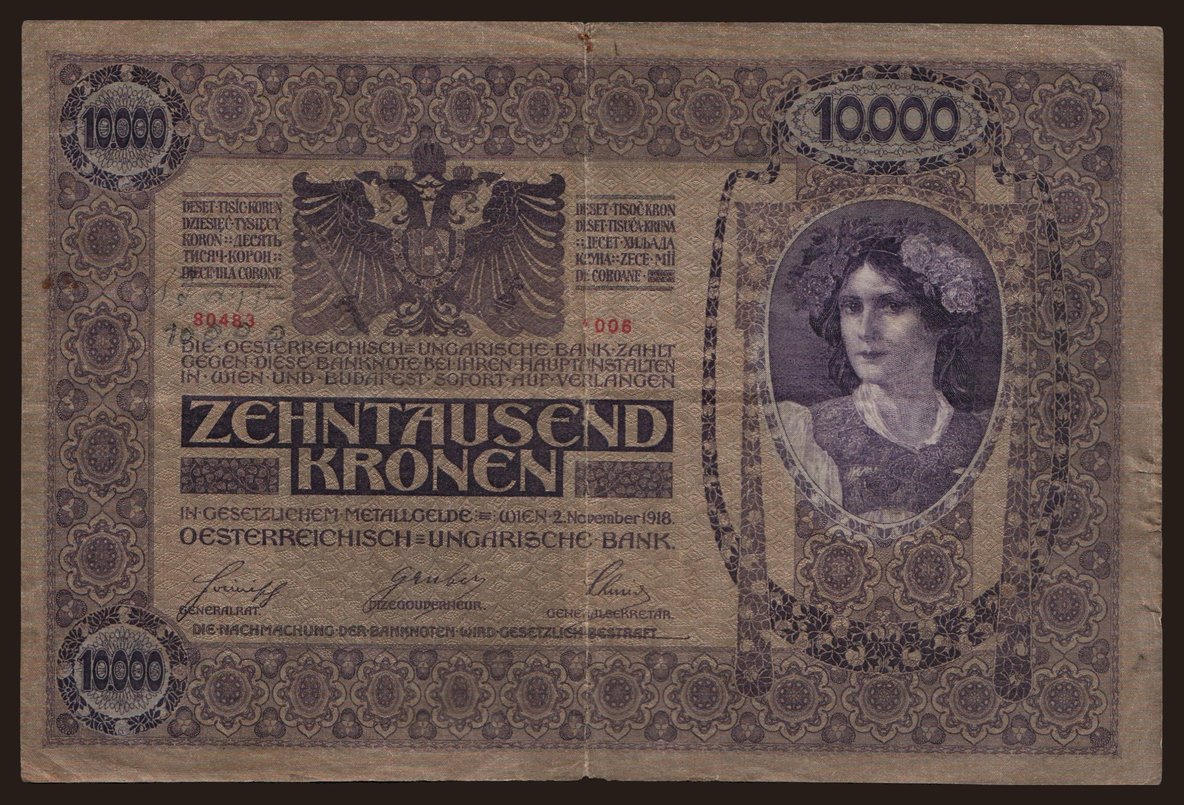 10.000
10.000
DESET TISÍC KORUN
DZIESIĘĆ TYSIĘCY
KORON :: ДЕСЯТЬ
ТИСЯЧ КОРОН ::
DIECI MILA CORONE
DESET TISOČ KRON
DESET TISUĆA KRUNA
:: ДЕСЕТ ХИЉАДА
КРУНА :: ZECE MII
DE COROANE
80483
1006
DIE OESTERREICHISCH=UNGARISCHE BANK ZAHLT
GEGEN DIESE BANKNOTE BEI IHREN HAUPTANSTALTEN
IN WIEN UND BUDAPEST SOFORT AUF VERLANGEN
ZEHNTAUSEND
KRONEN
IN GESETZLICHEM METALLGELDE = WIEN 2. November 1918.
OESTERREICHISCH=UNGARISCHE BANK.
Gruber
GENERALRAT. VIZEGOUVERNEUR. GENERALSEKRETÄR.
DIE NACHMACHUNG DER BANKNOTEN WIRD GESETZLICH BESTRAFT
10.000